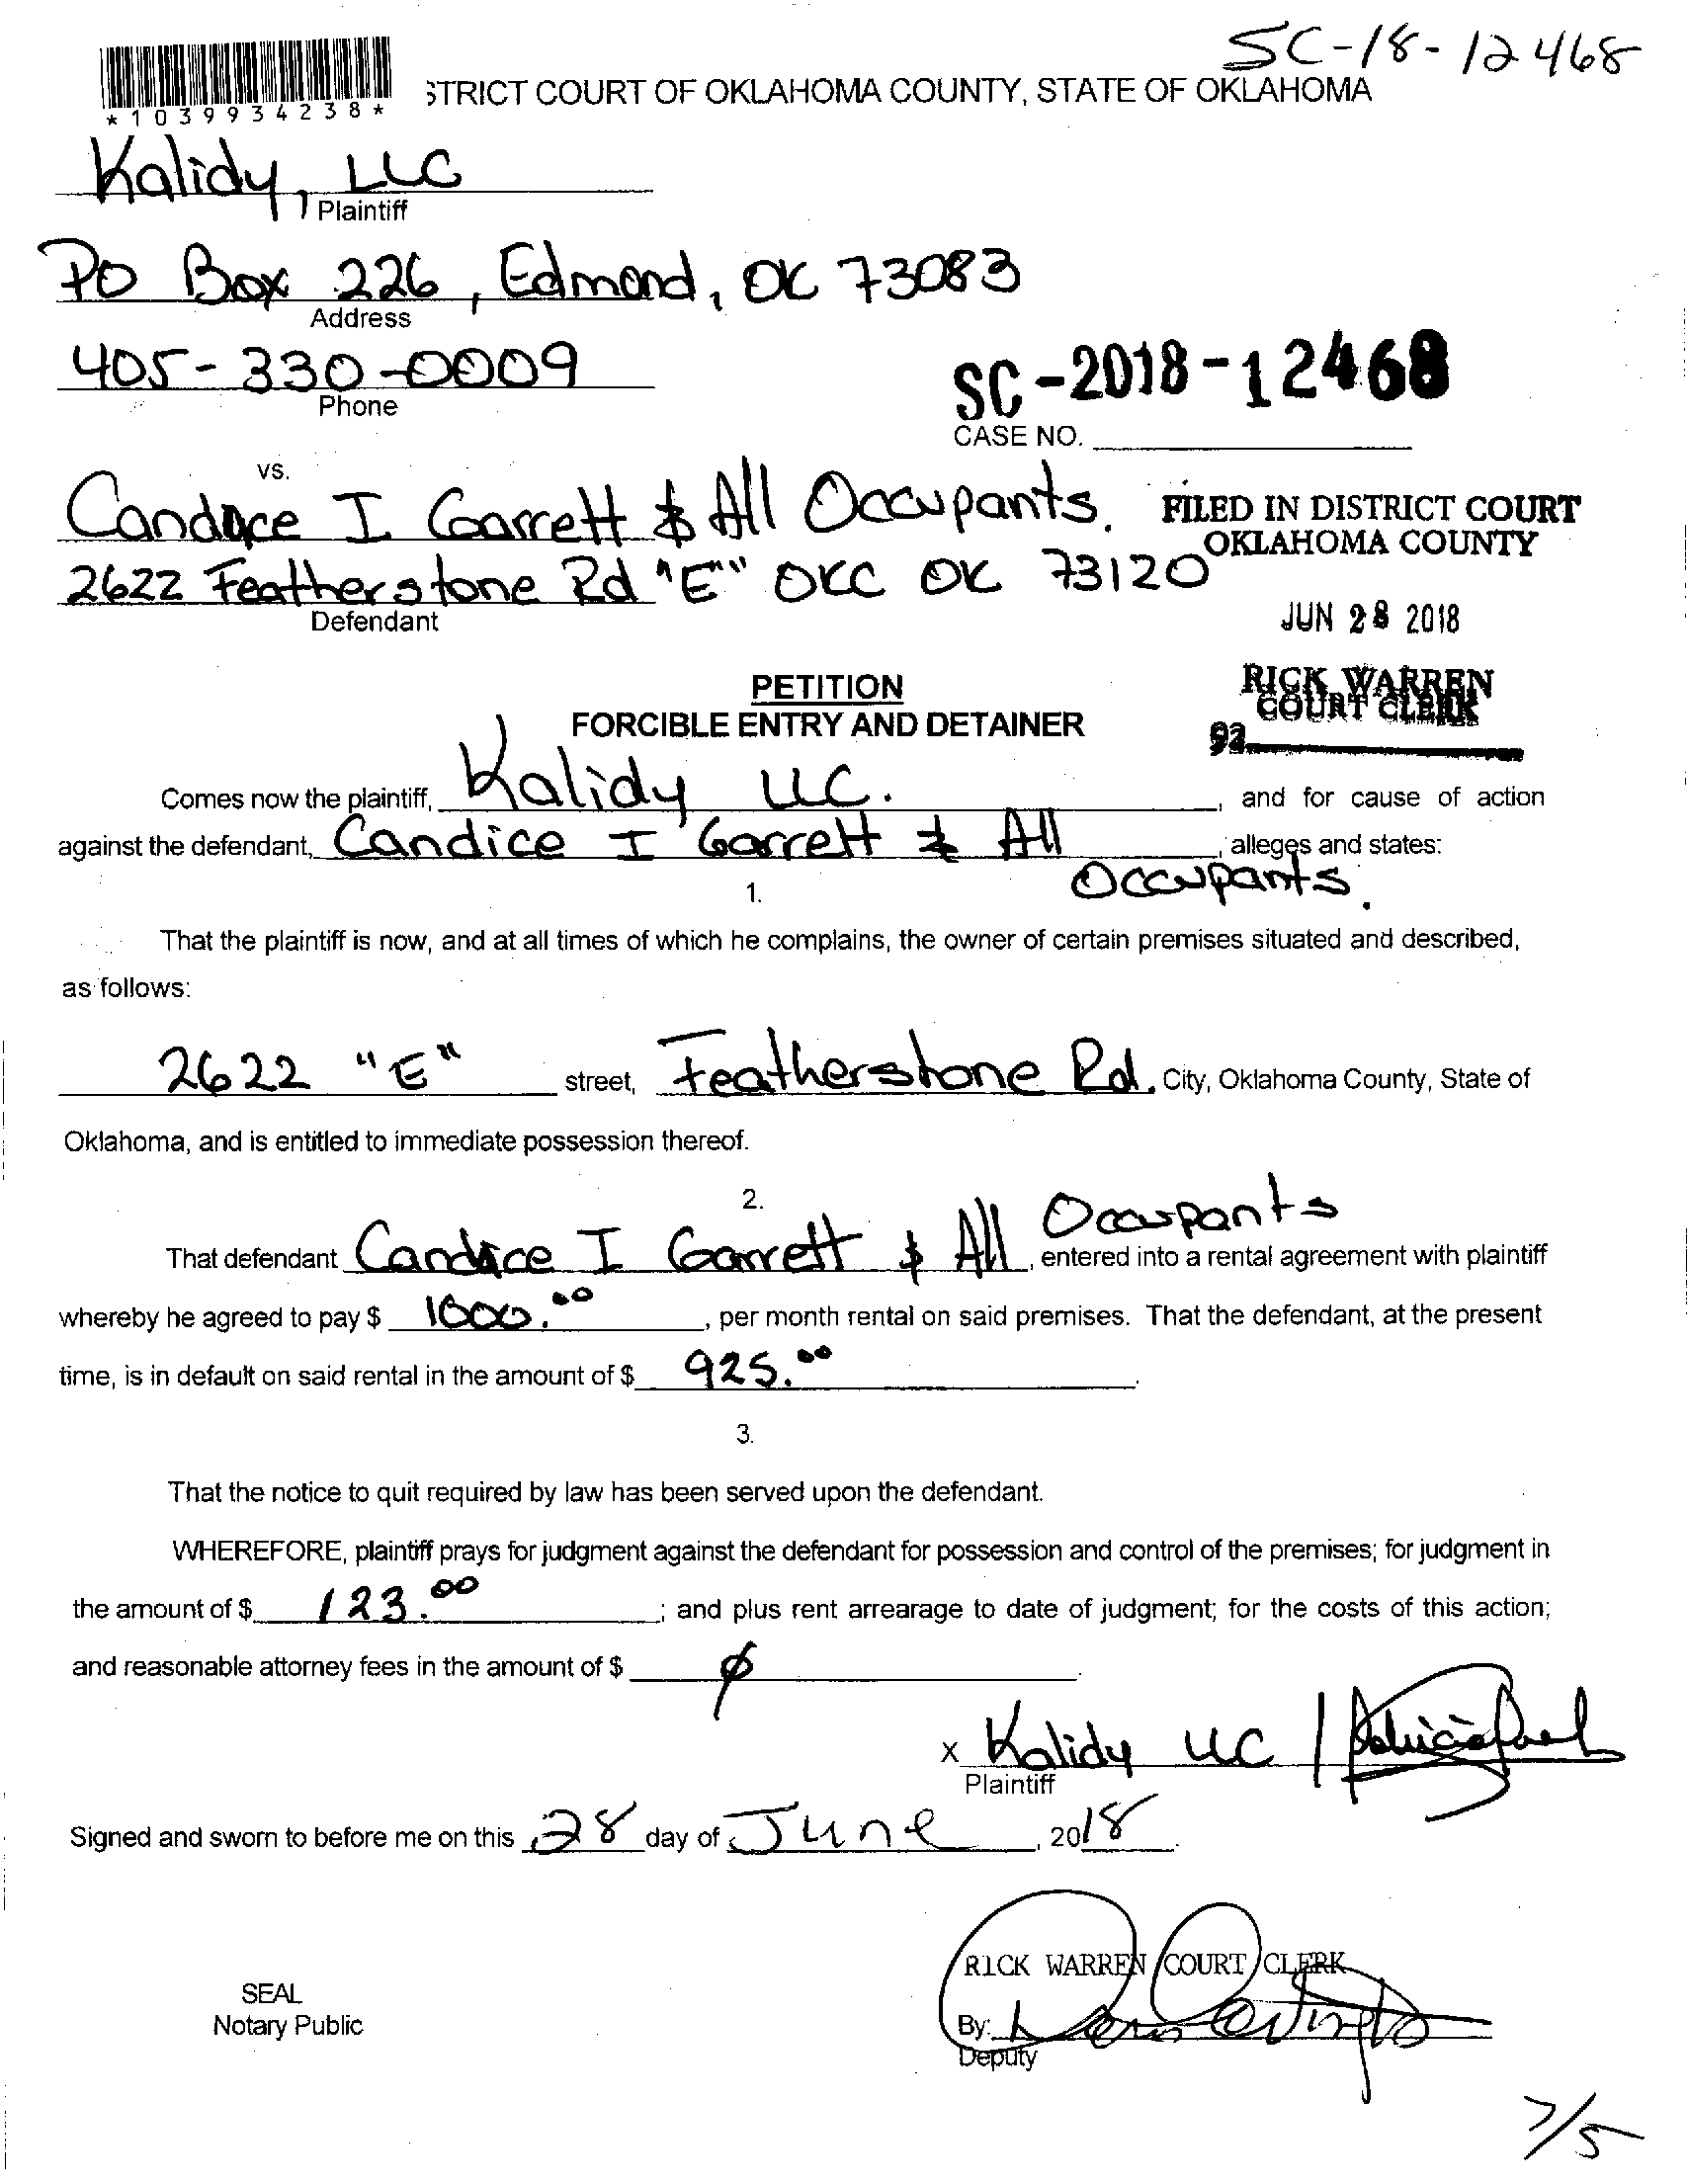 SC-18-12468
*1039934238*
STRICT COURT OF OKLAHOMA COUNTY, STATE OF OKLAHOMA
Kalidy, LLC
Plaintiff
PO Box 226, Edmond, OK 73083
Address
405-330-0009
Phone
SC-2018-12468
CASE NO.
vs.
Candace I Garrett & All Occupants.
FILED IN DISTRICT COURT
OKLAHOMA COUNTY
2622 Featherstone Rd "E" OKC OK 73120
Defendant
JUN 28 2018
PETITION
RICK WARREN
COURT CLERK
FORCIBLE ENTRY AND DETAINER
92
Comes now the plaintiff, Kalidy LLC. , and for cause of action
against the defendant, Candice I Garrett & All , alleges and states:
Occupants.
1.
That the plaintiff is now, and at all times of which he complains, the owner of certain premises situated and described,
as follows:
2622 "E" street, Featherstone Rd. City, Oklahoma County, State of
Oklahoma, and is entitled to immediate possession thereof.
2.
Occupants
That defendant Candace I Garrett & All , entered into a rental agreement with plaintiff
whereby he agreed to pay $ 1000.00 , per month rental on said premises. That the defendant, at the present
time, is in default on said rental in the amount of $ 925.00 .
3.
That the notice to quit required by law has been served upon the defendant.
WHEREFORE, plaintiff prays for judgment against the defendant for possession and control of the premises; for judgment in
the amount of $ 123.00 ; and plus rent arrearage to date of judgment; for the costs of this action;
and reasonable attorney fees in the amount of $ ø .
x Kalidy LLC /
Plaintiff
Signed and sworn to before me on this 28 day of June , 2018 .
RICK WARREN COURT CLERK
SEAL
Notary Public
By:
Deputy
7/5